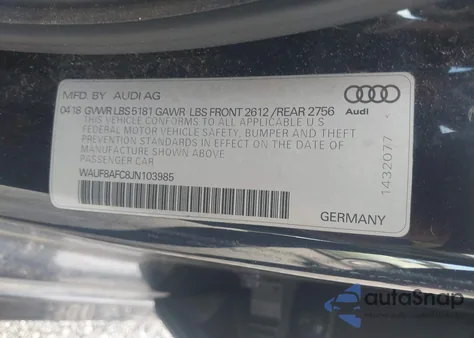 MFD. BY AUDI AG
04 18 GVWR LBS 5181 GAWR LBS FRONT 2612 /REAR 2756
THIS VEHICLE CONFORMS TO ALL APPLICABLE U.S.
FEDERAL MOTOR VEHICLE SAFETY, BUMPER AND THEFT
PREVENTION STANDARDS IN EFFECT ON THE DATE OF
MANUFACTURE SHOWN ABOVE.
PASSENGER CAR
WAUF8AFC8JN103985
Audi
1432077
GERMANY
autoSnap